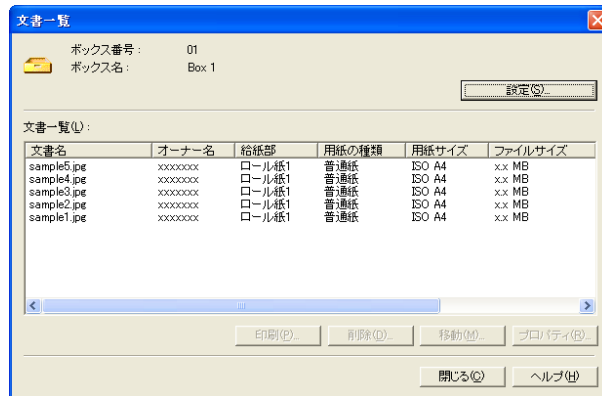 文書一覧
ボックス番号： 01
ボックス名： Box 1
設定(S)...
文書一覧(L)：
文書名 オーナー名 給紙部 用紙の種類 用紙サイズ ファイルサイズ
sample5.jpg xxxxxxx ロール紙1 普通紙 ISO A4 x.x MB
sample4.jpg xxxxxxx ロール紙1 普通紙 ISO A4 x.x MB
sample3.jpg xxxxxxx ロール紙1 普通紙 ISO A4 x.x MB
sample2.jpg xxxxxxx ロール紙1 普通紙 ISO A4 x.x MB
sample1.jpg xxxxxxx ロール紙1 普通紙 ISO A4 x.x MB
印刷(P)... 削除(D)... 移動(M)... プロパティ(R)...
閉じる(C) ヘルプ(H)